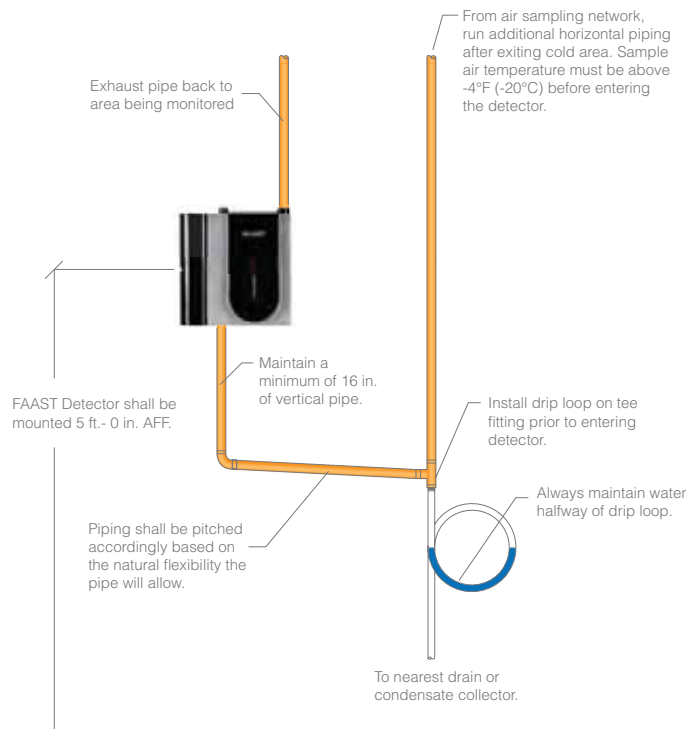 From air sampling network,
run additional horizontal piping
after exiting cold area. Sample
air temperature must be above
-4°F (-20°C) before entering
the detector.
Exhaust pipe back to
area being monitored
Maintain a
minimum of 16 in.
of vertical pipe.
FAAST Detector shall be
mounted 5 ft.- 0 in. AFF.
Install drip loop on tee
fitting prior to entering
detector.
Always maintain water
halfway of drip loop.
Piping shall be pitched
accordingly based on
the natural flexibility the
pipe will allow.
To nearest drain or
condensate collector.